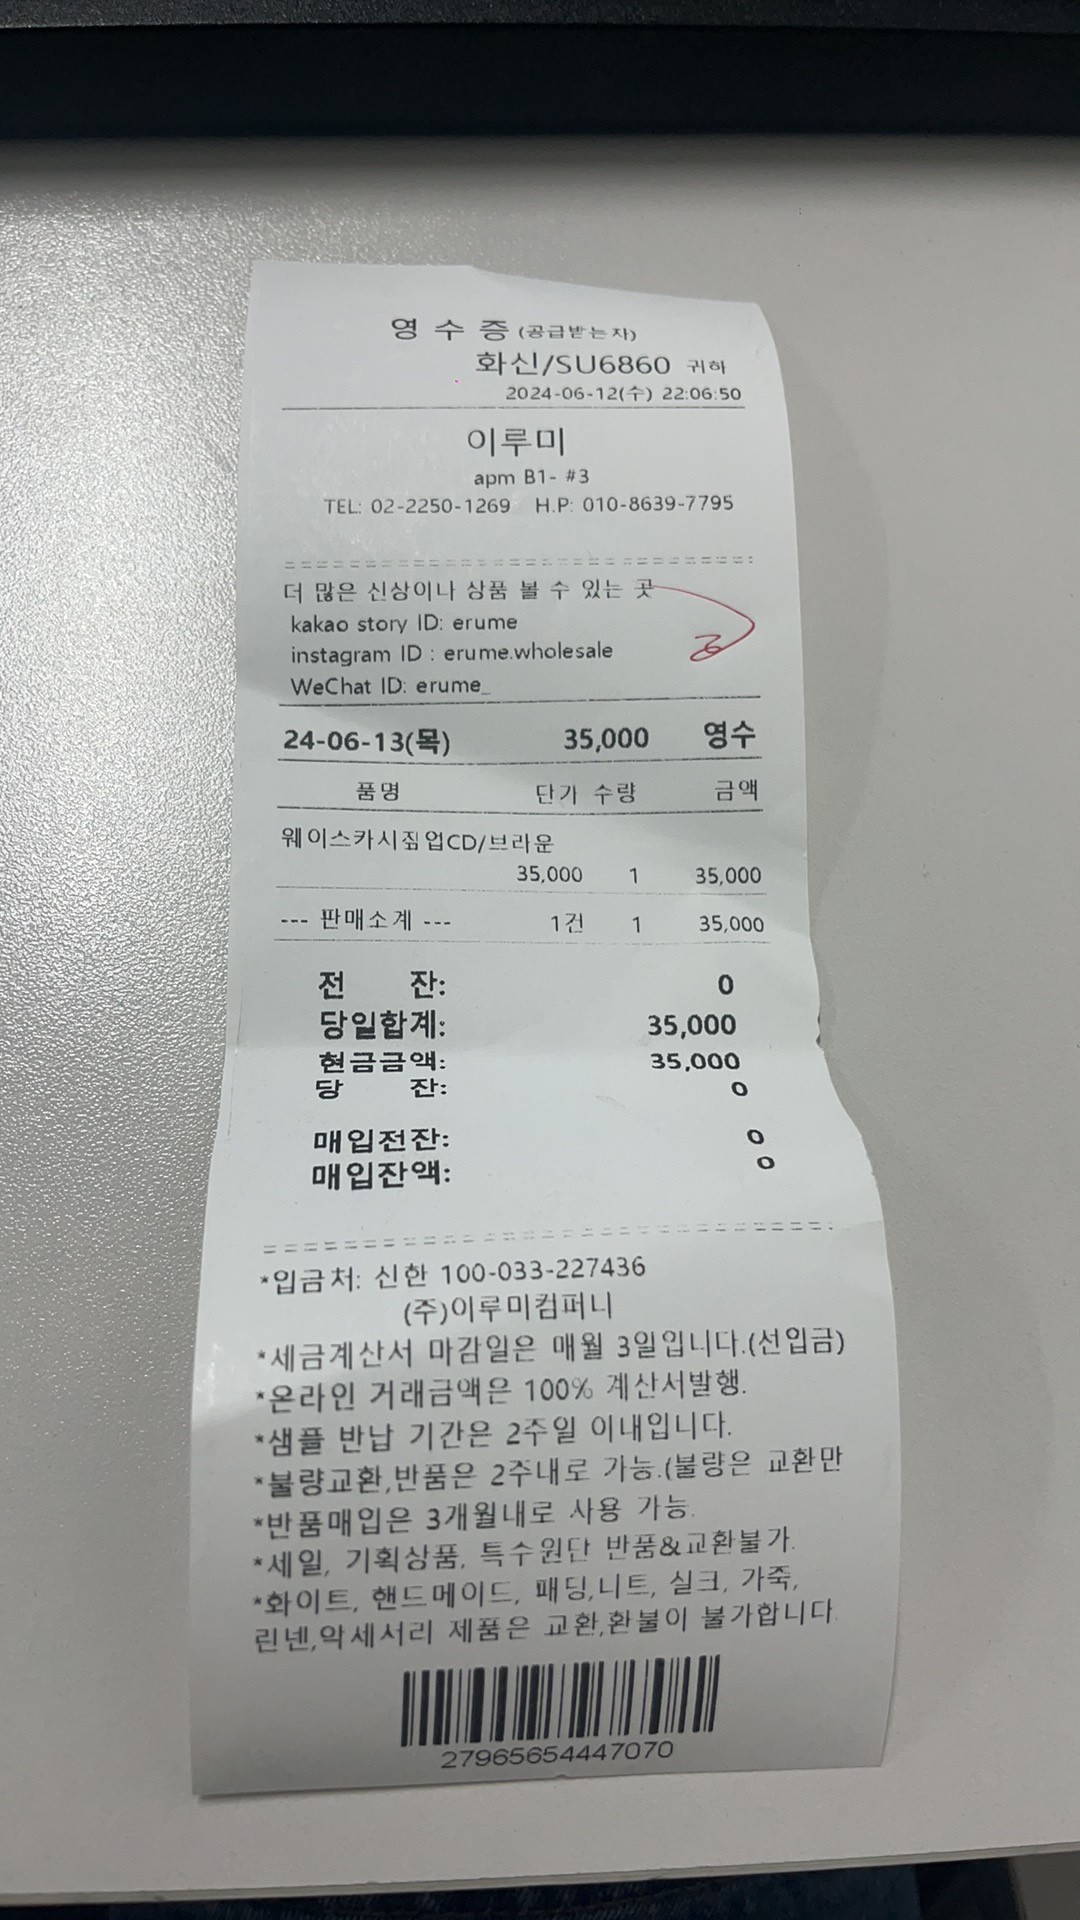 영 수 증 (공급받는자)
화신/SU6860 귀하
2024-06-12(수) 22:06:50
이루미
apm B1- #3
TEL: 02-2250-1269 H.P: 010-8639-7795
더 많은 신상이나 상품 볼 수 있는 곳
kakao story ID: erume
instagram ID : erume.wholesale
WeChat ID: erume_
24-06-13(목) 35,000 영수
품명 단가 수량 금액
웨이스카시짚업CD/브라운
35,000 1 35,000
--- 판매소계 --- 1건 1 35,000
전 잔: 0
당일합계: 35,000
현금금액: 35,000
당 잔: 0
매입전잔: 0
매입잔액: 0
*입금처: 신한 100-033-227436
(주)이루미컴퍼니
*세금계산서 마감일은 매월 3일입니다.(선입금)
*온라인 거래금액은 100% 계산서발행.
*샘플 반납 기간은 2주일 이내입니다.
*불량교환,반품은 2주내로 가능.(불량은 교환만
*반품매입은 3개월내로 사용 가능.
*세일, 기획상품, 특수원단 반품&교환불가.
*화이트, 핸드메이드, 패딩,니트, 실크, 가죽,
린넨,악세서리 제품은 교환,환불이 불가합니다.
27965654447070